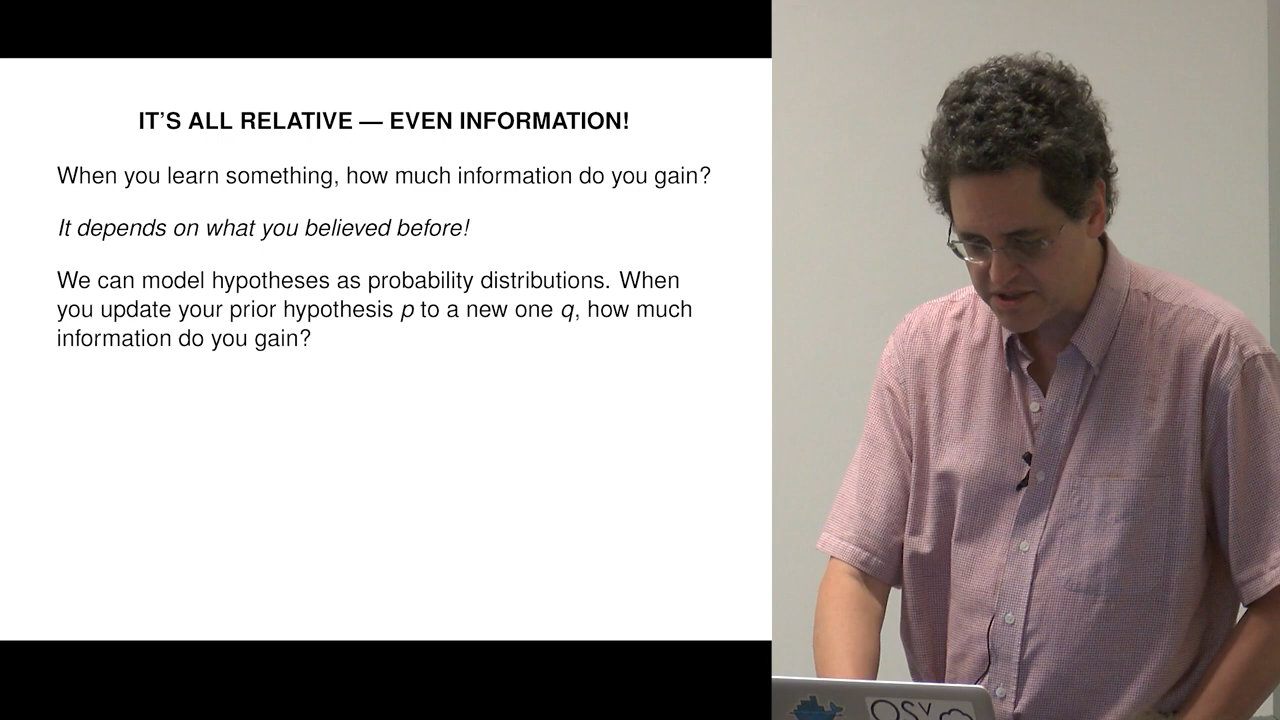 IT'S ALL RELATIVE — EVEN INFORMATION!
When you learn something, how much information do you gain?
It depends on what you believed before!
We can model hypotheses as probability distributions. When
you update your prior hypothesis p to a new one q, how much
information do you gain?
OSV